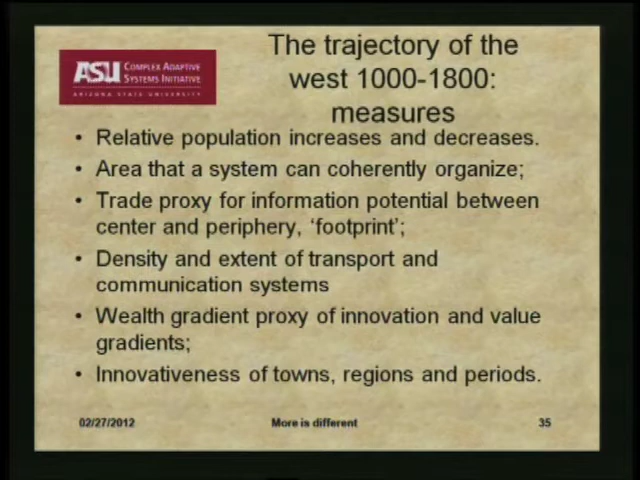 The trajectory of the
west 1000-1800:
measures
ASU COMPLEX ADAPTIVE
SYSTEMS INITIATIVE
ARIZONA STATE UNIVERSITY
• Relative population increases and decreases.
• Area that a system can coherently organize;
• Trade proxy for information potential between
center and periphery, ‘footprint’;
• Density and extent of transport and
communication systems
• Wealth gradient proxy of innovation and value
gradients;
• Innovativeness of towns, regions and periods.
02/27/2012 More is different 35